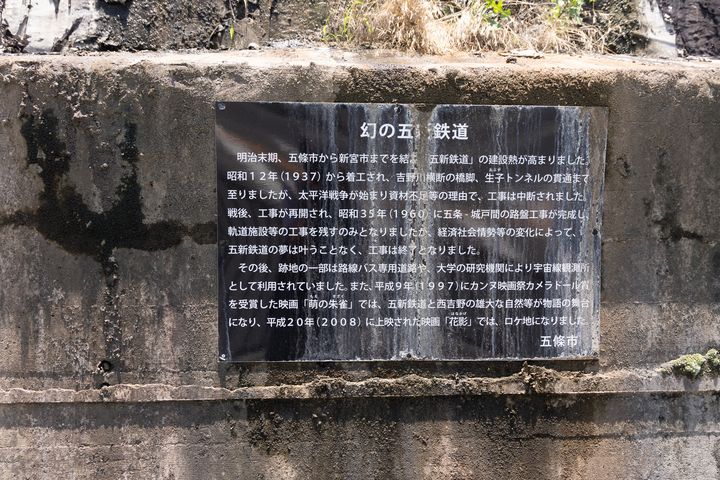 幻の五新鉄道
明治末期、五條市から新宮市までを結ぶ「五新鉄道」の建設熱が高まりました。
昭和12年(1937)から着工され、吉野川横断の橋脚、生子トンネルの貫通まで
至りましたが、太平洋戦争が始まり資材不足等の理由で、工事は中断されました。
戦後、工事が再開され、昭和35年(1960)に五条-城戸間の路盤工事が完成し、
軌道施設等の工事を残すのみとなりましたが、経済社会情勢等の変化によって、
五新鉄道の夢は叶うことなく、工事は終了となりました。
その後、跡地の一部は路線バス専用道路や、大学の研究機関により宇宙線観測所
として利用されていました。また、平成9年(1997)にカンヌ映画祭カメラドール賞
を受賞した映画「萌の朱雀」では、五新鉄道と西吉野の雄大な自然等が物語の舞台
になり、平成20年(2008)に上映された映画「花影」では、ロケ地になりました。
五條市